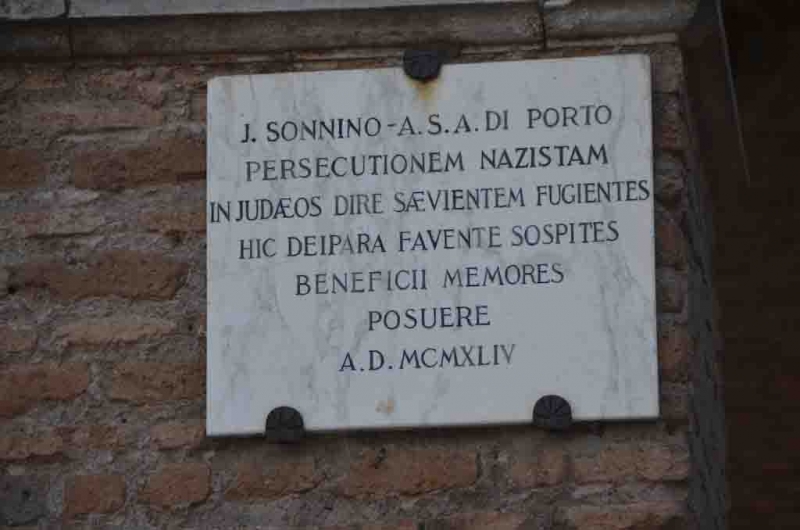 J. SONNINO - A. S. A. DI PORTO
PERSECUTIONEM NAZISTAM
IN JUDÆOS DIRE SÆVIENTEM FUGIENTES
HIC DEIPARA FAVENTE SOSPITES
BENEFICII MEMORES
POSUERE
A. D. MCMXLIV